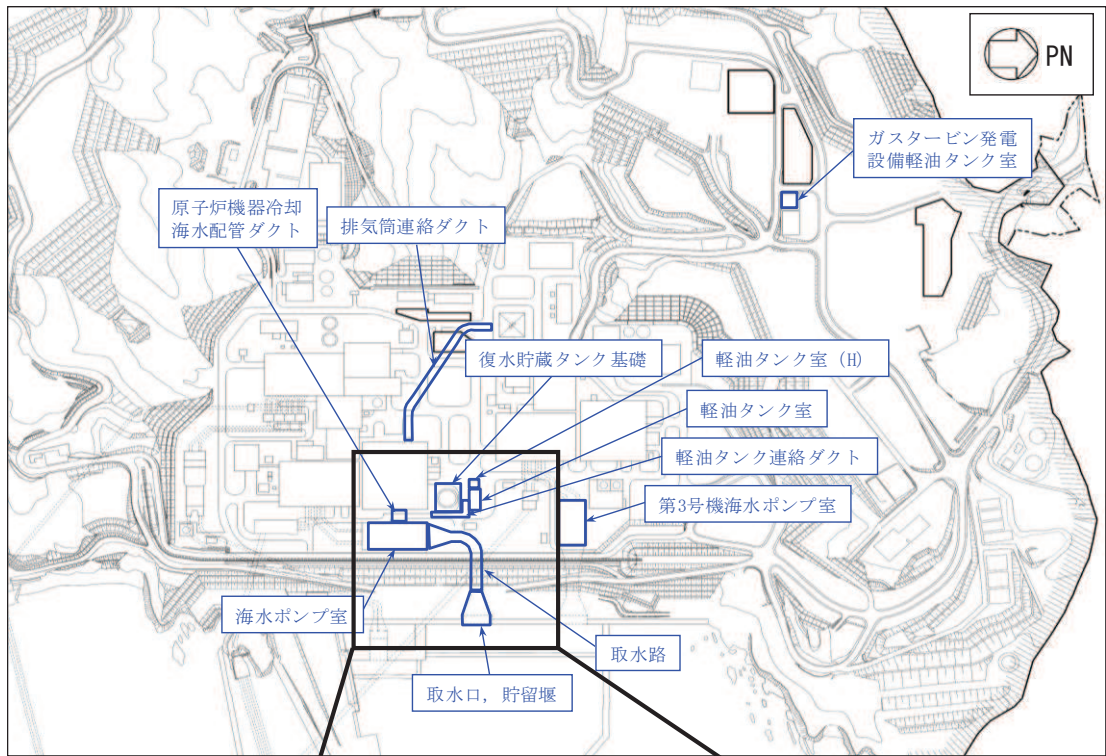 PN
ガスタービン発電
設備軽油タンク室
原子炉機器冷却
海水配管ダクト
排気筒連絡ダクト
復水貯蔵タンク基礎
軽油タンク室 (H)
軽油タンク室
軽油タンク連絡ダクト
第3号機海水ポンプ室
海水ポンプ室
取水路
取水口, 貯留堰